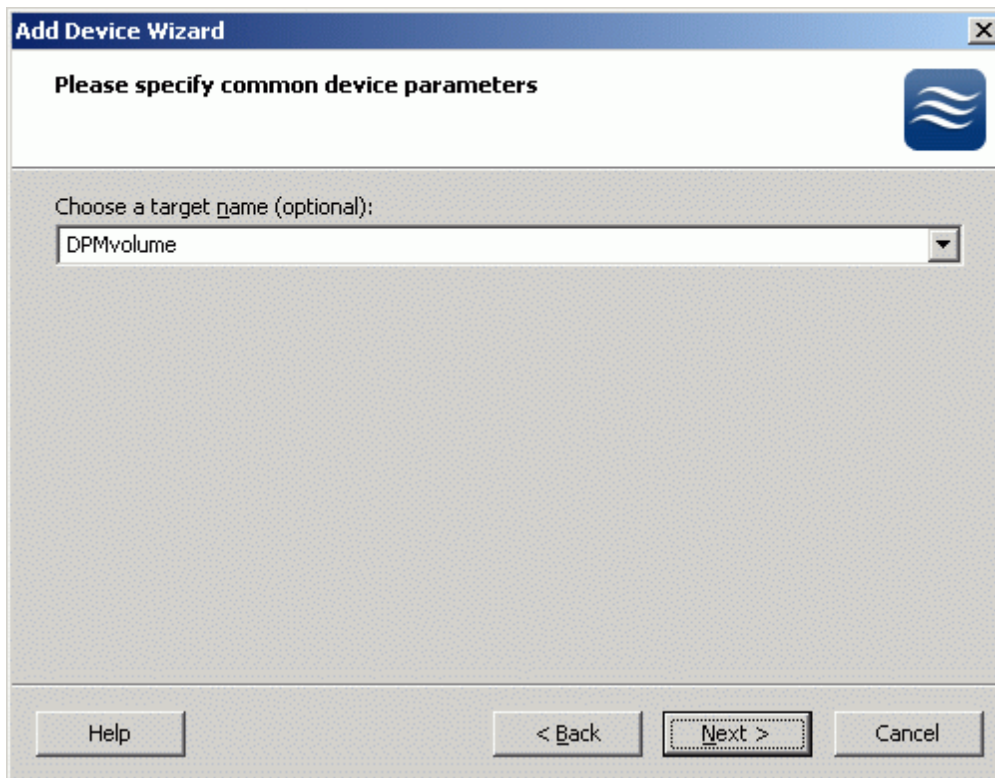 Add Device Wizard
Please specify common device parameters
Choose a target name (optional):
DPMvolume
Help
< Back
Next >
Cancel